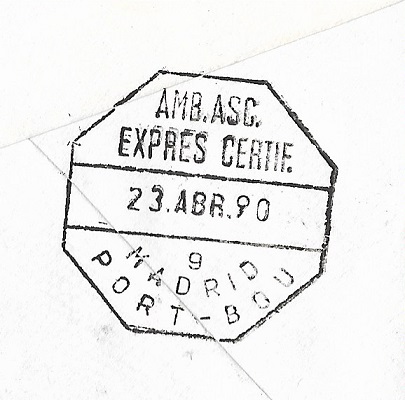 AMB.ASC.
EXPRES CERTIF.
23.ABR.90
9
MADRID
PORT-BOU